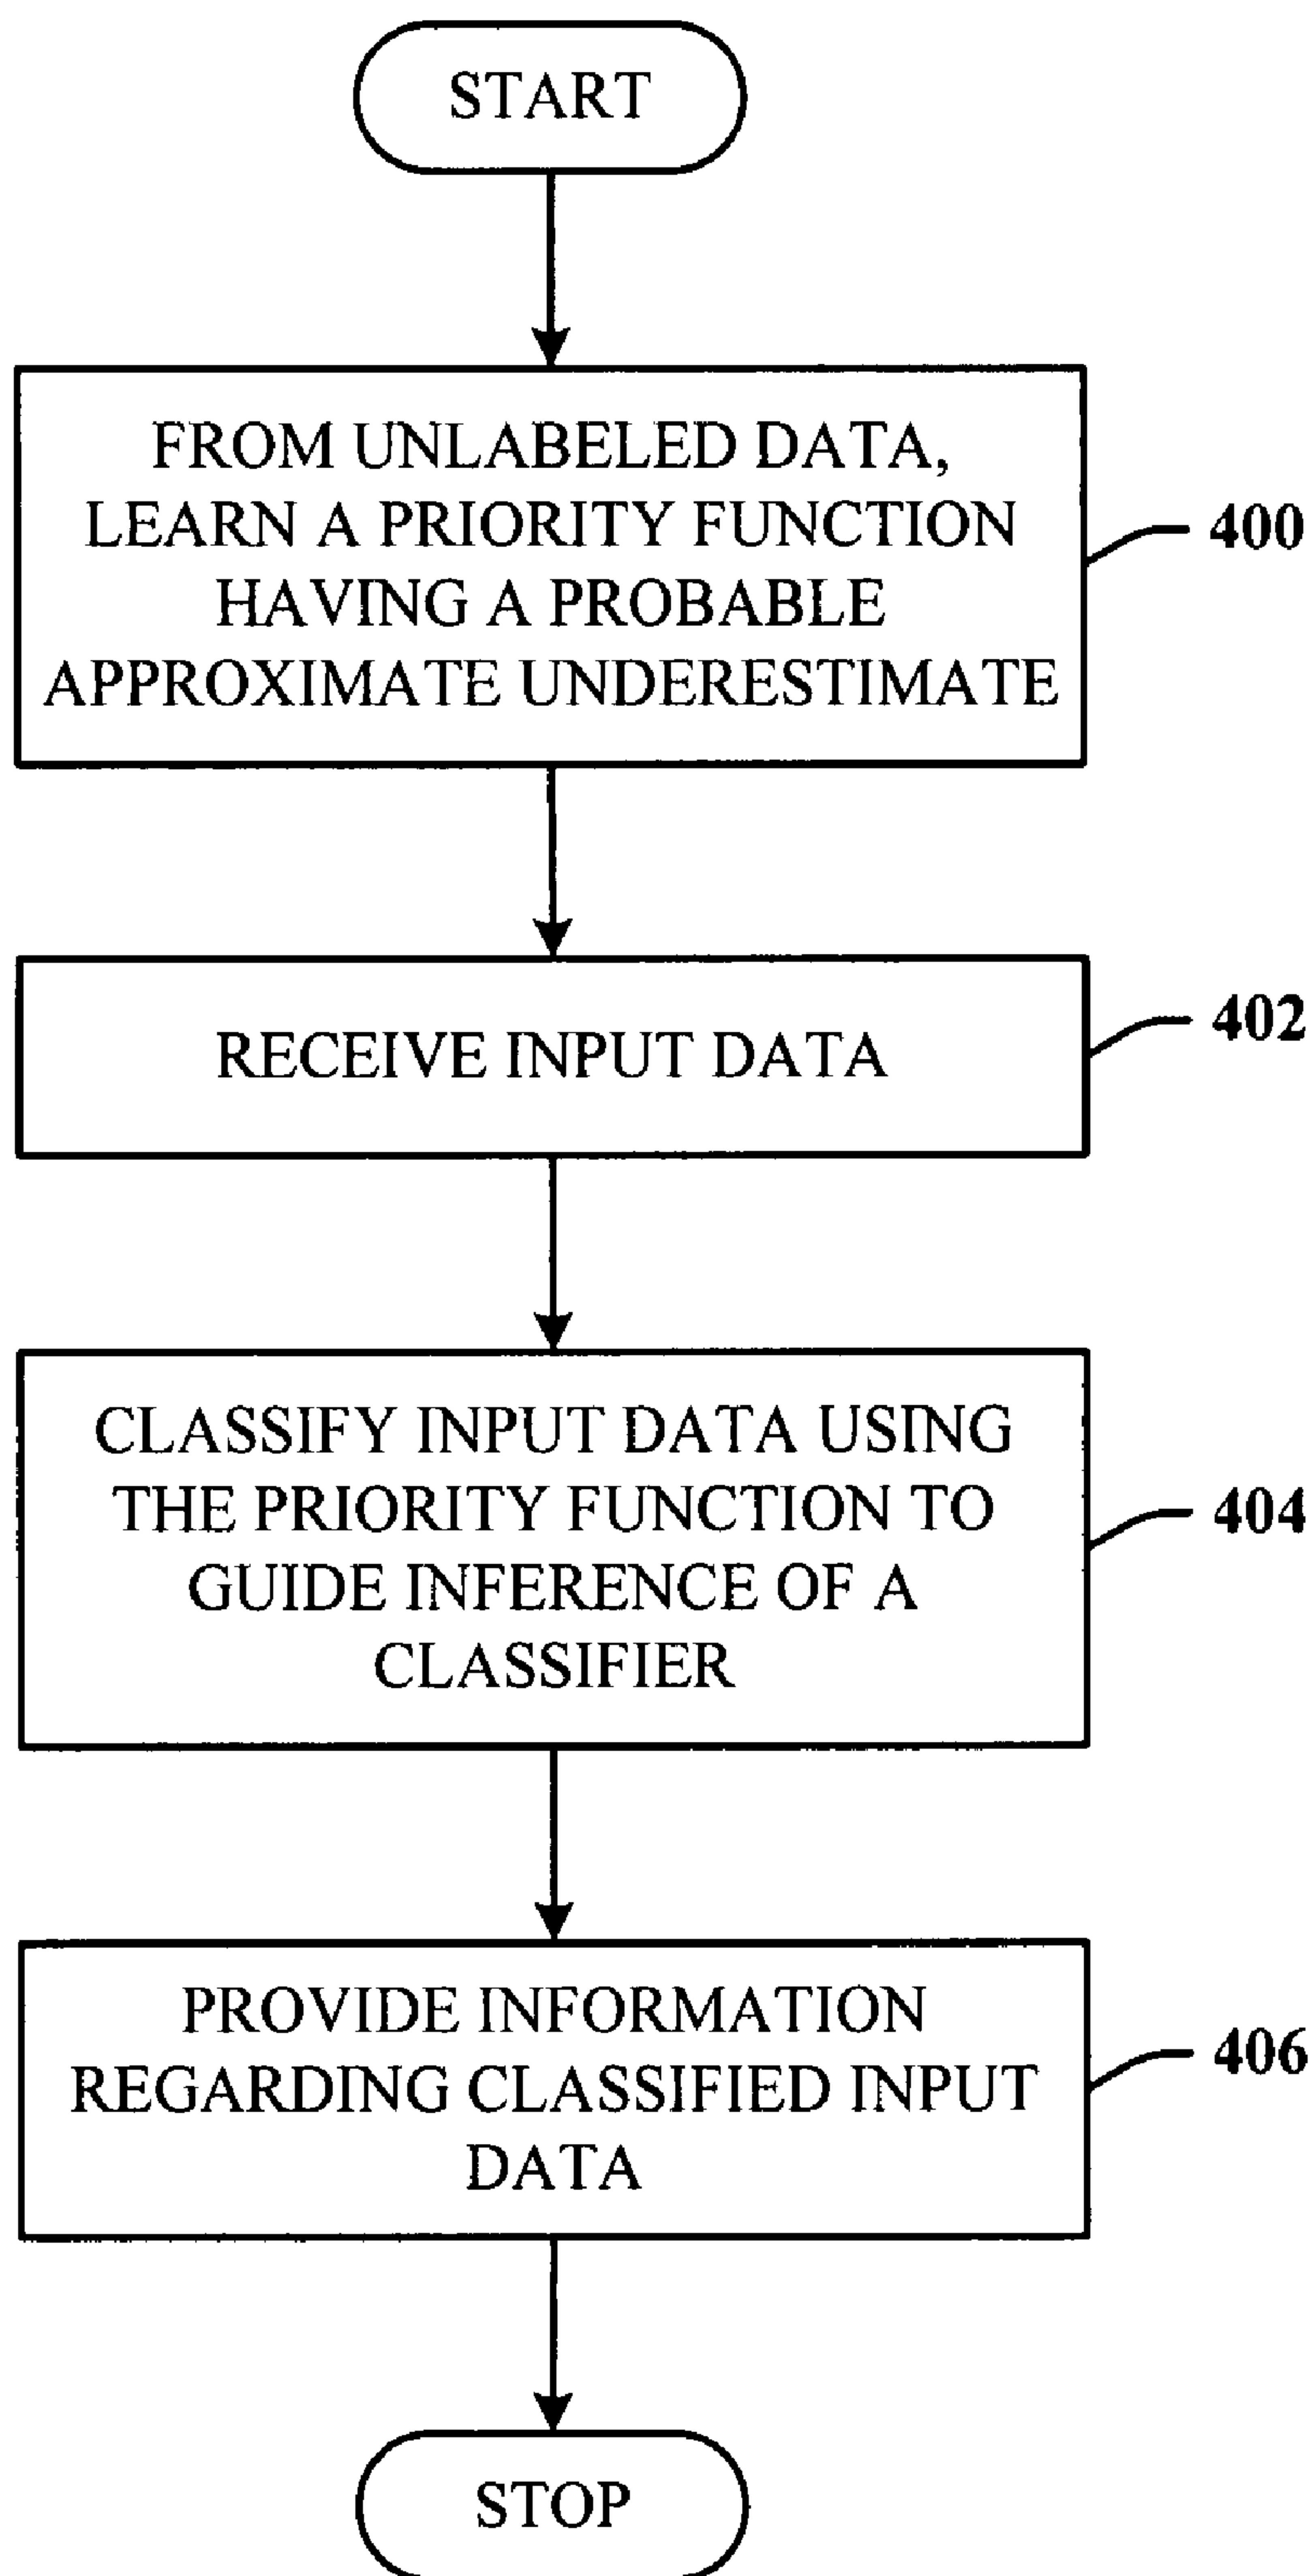 START
FROM UNLABELED DATA,
LEARN A PRIORITY FUNCTION
HAVING A PROBABLE
APPROXIMATE UNDERESTIMATE
400
RECEIVE INPUT DATA
402
CLASSIFY INPUT DATA USING
THE PRIORITY FUNCTION TO
GUIDE INFERENCE OF A
CLASSIFIER
404
PROVIDE INFORMATION
REGARDING CLASSIFIED INPUT
DATA
406
STOP